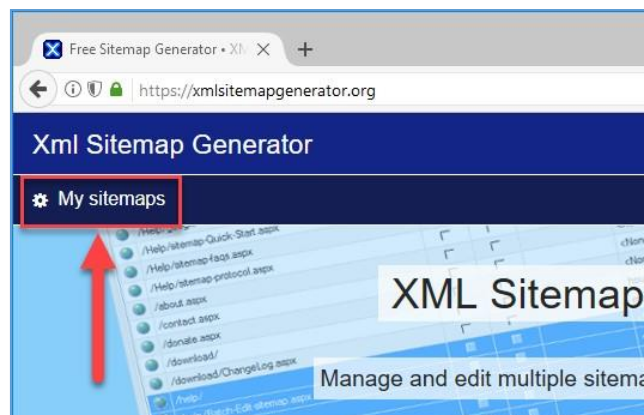 Free Sitemap Generator • XM
https://xmlsitemapgenerator.org
Xml Sitemap Generator
My sitemaps
/Help/sitemap-Quick-Start.aspx
/Help/sitemap-faqs.aspx
/Help/sitemap-protocol.aspx
/about.aspx
/contact.aspx
/donate.aspx
/download/
/download/ChangeLog.aspx
/help/
XML Sitemap
Manage and edit multiple sitema